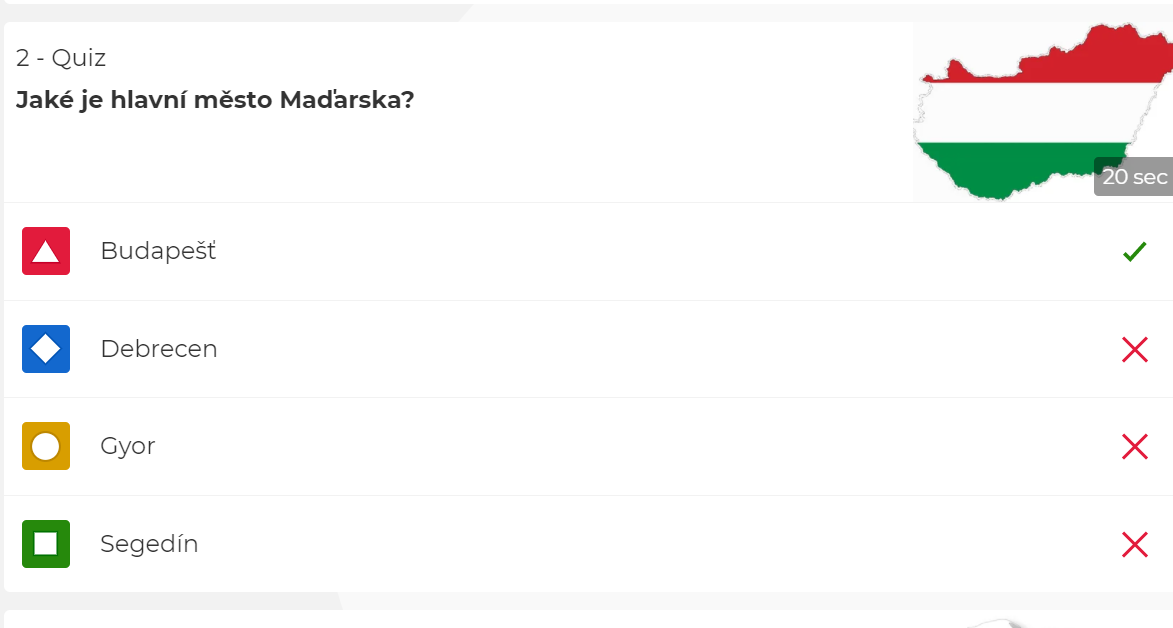 2 - Quiz
Jaké je hlavní město Maďarska?
20 sec
Budapešť
Debrecen
Gyor
Segedín